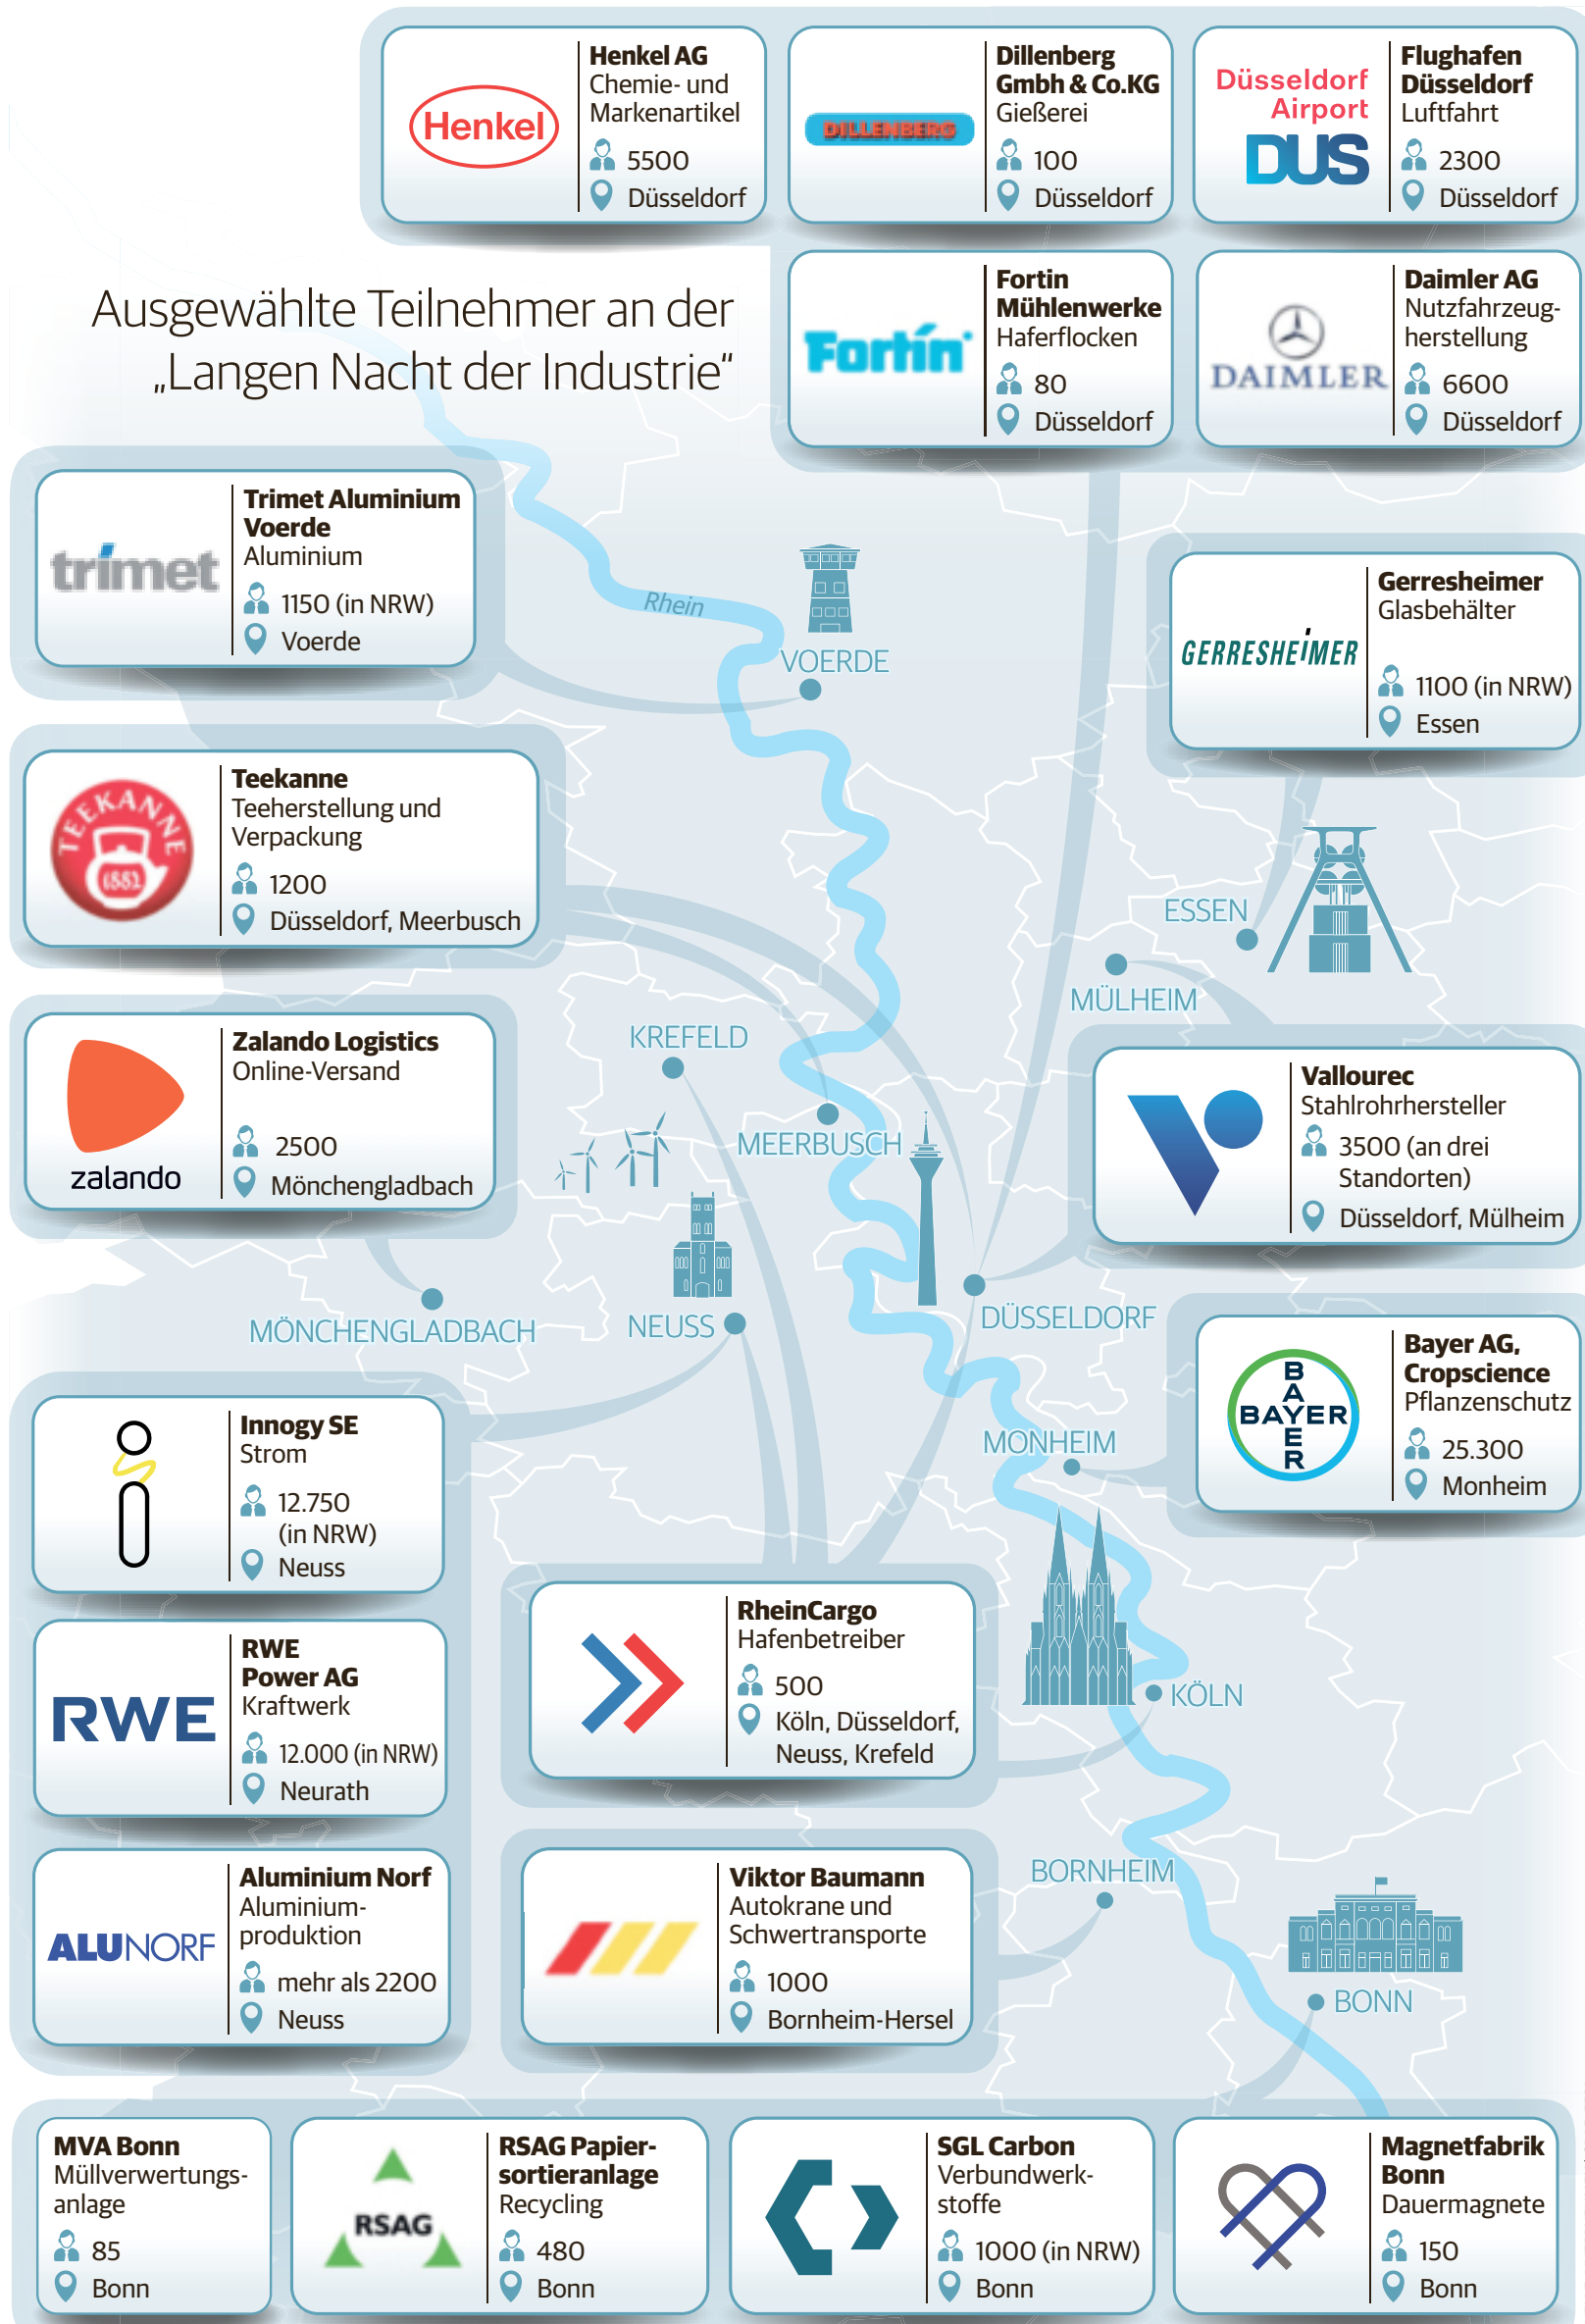 Henkel
Henkel AG
Chemie- und
Markenartikel
5500
Düsseldorf
DILLENBERG
Dillenberg
Gmbh & Co.KG
Gießerei
100
Düsseldorf
Düsseldorf
Airport
DUS
Flughafen
Düsseldorf
Luftfahrt
2300
Düsseldorf
Ausgewählte Teilnehmer an der
„Langen Nacht der Industrie“
Fortin
Fortin
Mühlenwerke
Haferflocken
80
Düsseldorf
DAIMLER
Daimler AG
Nutzfahrzeug-
herstellung
6600
Düsseldorf
trimet
Trimet Aluminium
Voerde
Aluminium
1150 (in NRW)
Voerde
Rhein
VOERDE
GERRESHEIMER
Gerresheimer
Glasbehälter
1100 (in NRW)
Essen
TEEKANNE
1882
Teekanne
Teeherstellung und
Verpackung
1200
Düsseldorf, Meerbusch
ESSEN
MÜLHEIM
zalando
Zalando Logistics
Online-Versand
2500
Mönchengladbach
KREFELD
MEERBUSCH
Vallourec
Stahlrohrhersteller
3500 (an drei
Standorten)
Düsseldorf, Mülheim
MÖNCHENGLADBACH
NEUSS
DÜSSELDORF
BAYER
BAYER
Bayer AG,
Cropscience
Pflanzenschutz
25.300
Monheim
MONHEIM
Innogy SE
Strom
12.750
(in NRW)
Neuss
RWE
RWE
Power AG
Kraftwerk
12.000 (in NRW)
Neurath
RheinCargo
Hafenbetreiber
500
Köln, Düsseldorf,
Neuss, Krefeld
KÖLN
ALUNORF
Aluminium Norf
Aluminium-
produktion
mehr als 2200
Neuss
Viktor Baumann
Autokrane und
Schwertransporte
1000
Bornheim-Hersel
BORNHEIM
BONN
MVA Bonn
Müllverwertungs-
anlage
85
Bonn
RSAG
RSAG Papier-
sortieranlage
Recycling
480
Bonn
SGL Carbon
Verbundwerk-
stoffe
1000 (in NRW)
Bonn
Magnetfabrik
Bonn
Dauermagnete
150
Bonn